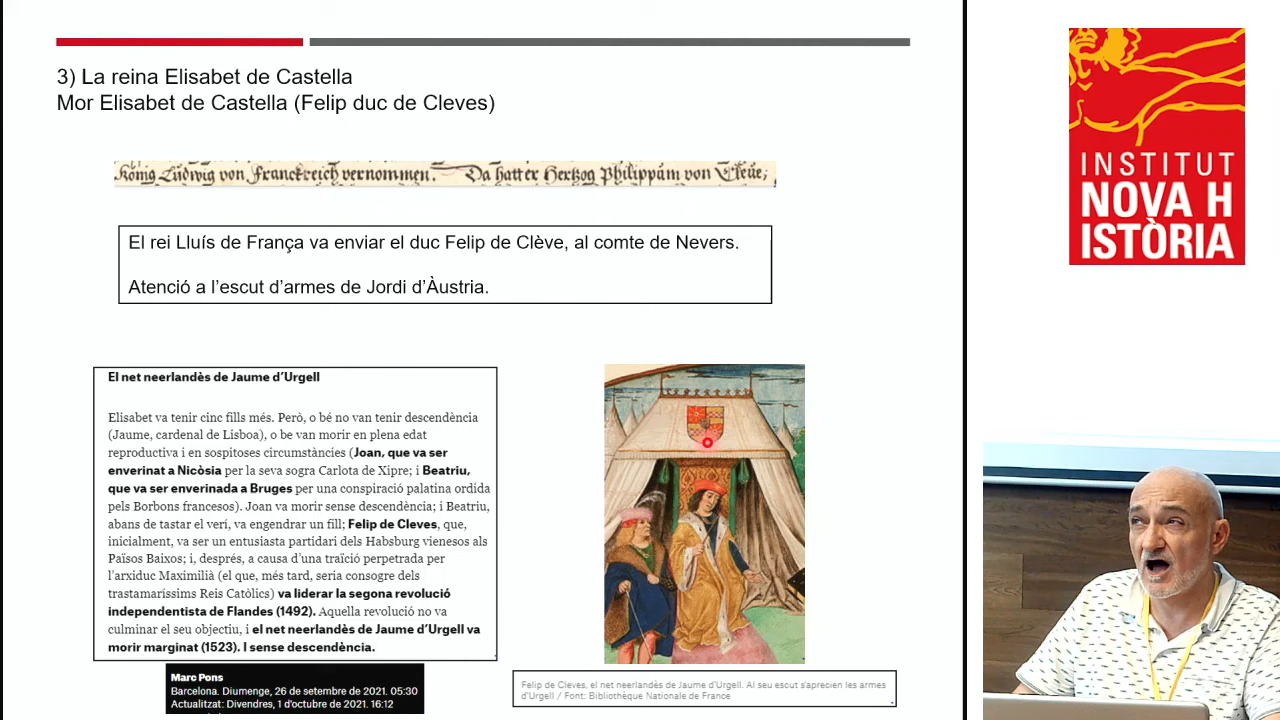 3) La reina Elisabet de Castella
Mor Elisabet de Castella (Felip duc de Cleves)
INSTITUT
NOVA H
ISTÒRIA
König Ludwig von Franckreich vernommen. Da hatt er Hertzog Philippům von Cleůe,
El rei Lluís de França va enviar el duc Felip de Clève, al comte de Nevers.
Atenció a l’escut d’armes de Jordi d’Àustria.
El net neerlandès de Jaume d’Urgell
Elisabet va tenir cinc fills més. Però, o bé no van tenir descendència
(Jaume, cardenal de Lisboa), o be van morir en plena edat
reproductiva i en sospitoses circumstàncies (Joan, que va ser
enverinat a Nicòsia per la seva sogra Carlota de Xipre; i Beatriu,
que va ser enverinada a Bruges per una conspiració palatina ordida
pels Borbons francesos). Joan va morir sense descendència; i Beatriu,
abans de tastar el verí, va engendrar un fill; Felip de Cleves, que,
inicialment, va ser un entusiasta partidari dels Habsburg vienesos als
Països Baixos; i, després, a causa d’una traïció perpetrada per
l’arxiduc Maximilià (el que, més tard, seria consogre dels
trastamaríssims Reis Catòlics) va liderar la segona revolució
independentista de Flandes (1492). Aquella revolució no va
culminar el seu objectiu, i el net neerlandès de Jaume d’Urgell va
morir marginat (1523). I sense descendència.
Marc Pons
Barcelona. Diumenge, 26 de setembre de 2021. 05:30
Actualitzat: Divendres, 1 d'octubre de 2021. 16:12
Felip de Cleves, el net neerlandès de Jaume d'Urgell. Al seu escut s'aprecien les armes
d'Urgell / Font: Bibliothèque Nationale de France